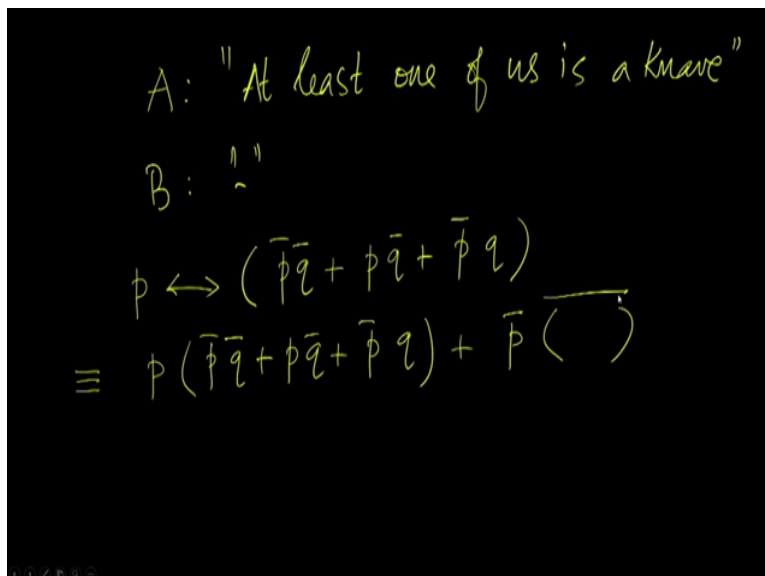 A: "At least one of us is a knave"
B: " "
p ↔ (p̄q̄ + pq̄ + p̄q)
≡ p(p̄q̄ + pq̄ + p̄q) + p̄(‾‾)